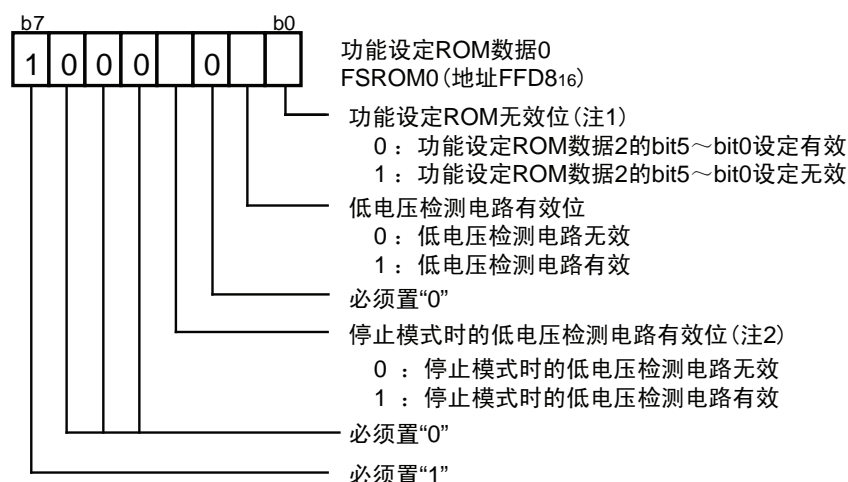 b7 b0
1 0 0 0 0
功能设定ROM数据0
FSROM0（地址FFD816）
功能设定ROM无效位（注1）
0：功能设定ROM数据2的bit5～bit0设定有效
1：功能设定ROM数据2的bit5～bit0设定无效
低电压检测电路有效位
0：低电压检测电路无效
1：低电压检测电路有效
必须置“0”
停止模式时的低电压检测电路有效位（注2）
0 ：停止模式时的低电压检测电路无效
1 ：停止模式时的低电压检测电路有效
必须置“0”
必须置“1”